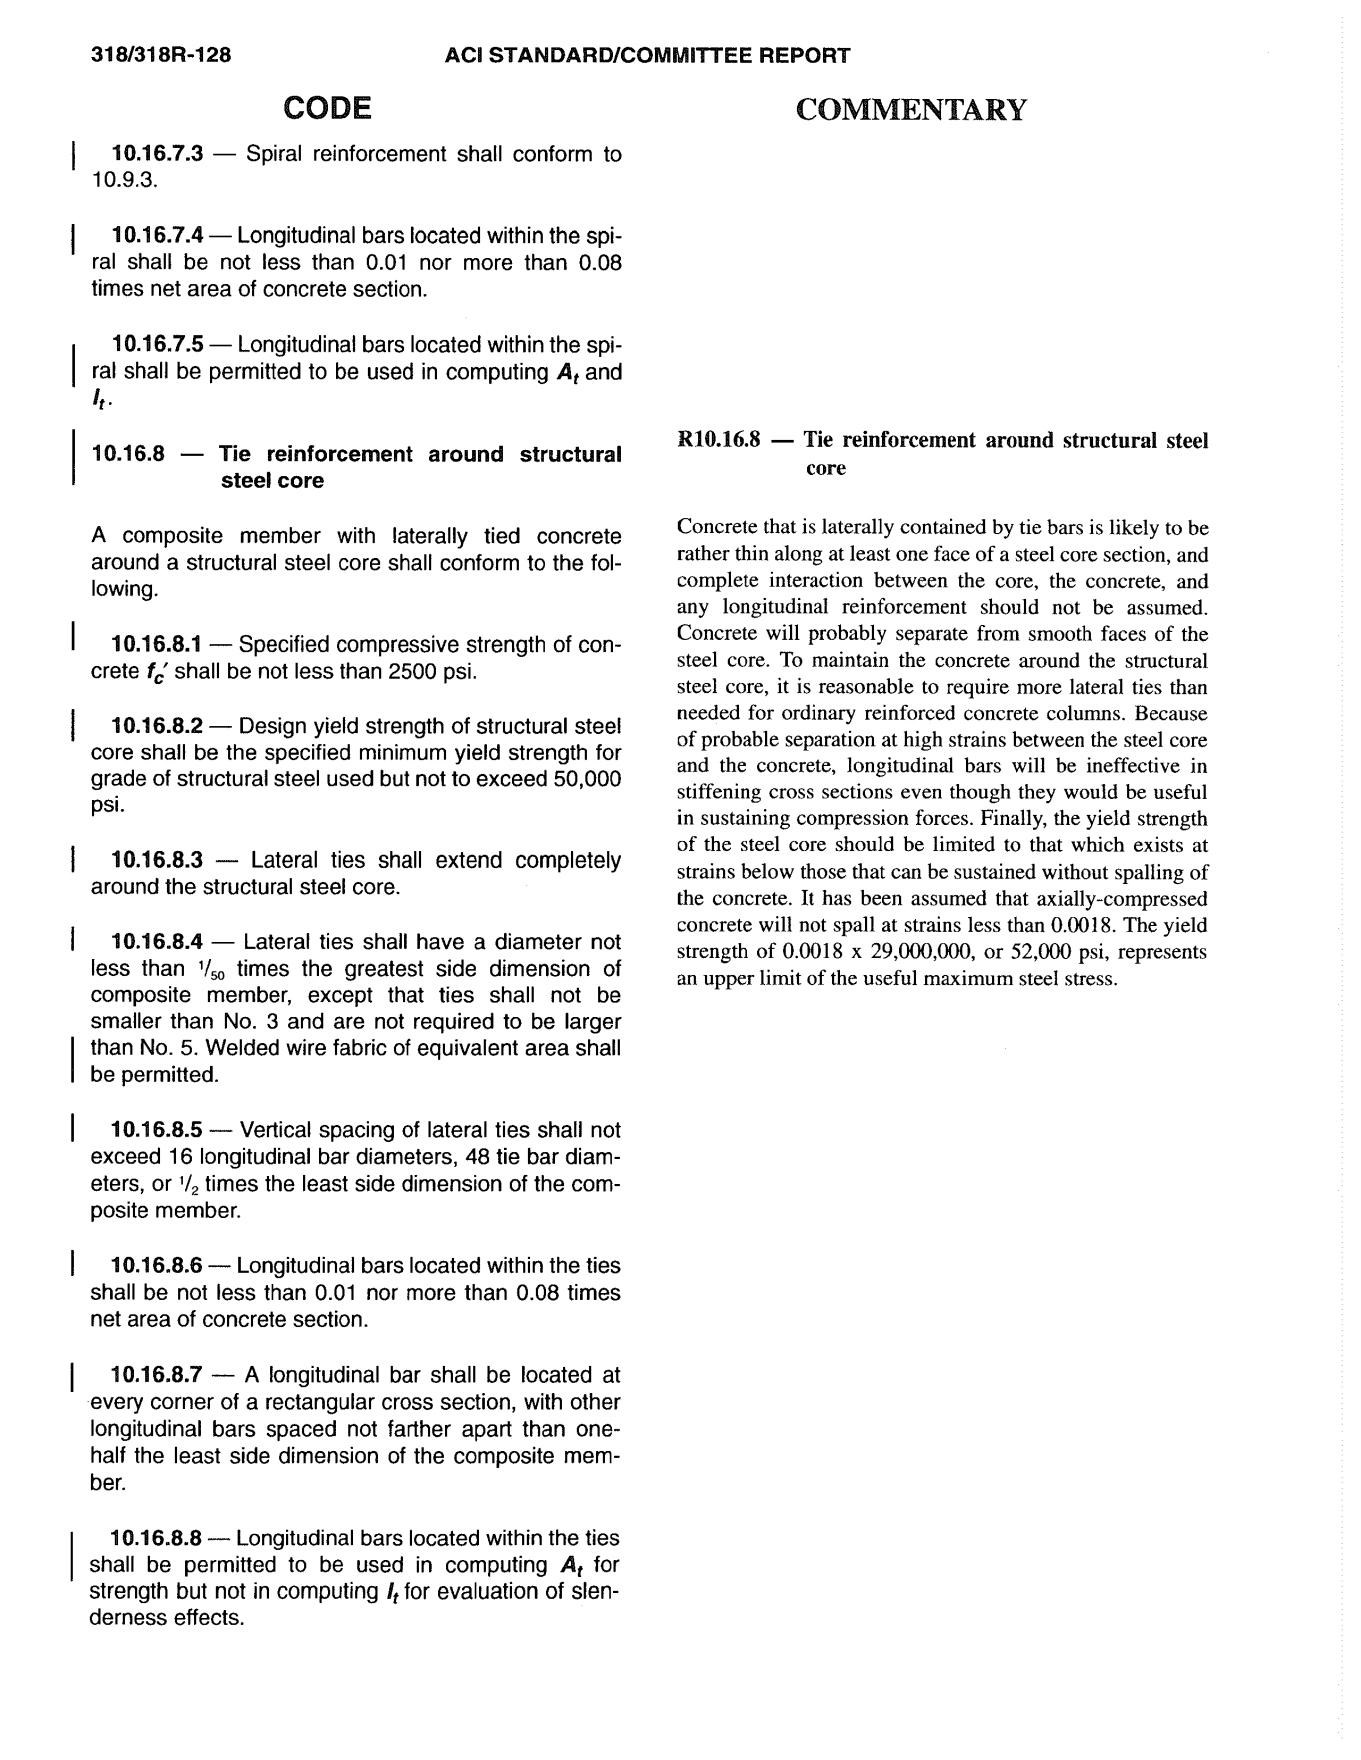 318/318R-128
ACI STANDARD/COMMITTEE REPORT
CODE
10.16.7.3 — Spiral reinforcement shall conform to
10.9.3.
10.16.7.4 — Longitudinal bars located within the spi-
ral shall be not less than 0.01 nor more than 0.08
times net area of concrete section.
10.16.7.5 — Longitudinal bars located within the spi-
ral shall be permitted to be used in computing At and
It.
10.16.8 — Tie reinforcement around structural
steel core
A composite member with laterally tied concrete
around a structural steel core shall conform to the fol-
lowing.
10.16.8.1 — Specified compressive strength of con-
crete fc′ shall be not less than 2500 psi.
10.16.8.2 — Design yield strength of structural steel
core shall be the specified minimum yield strength for
grade of structural steel used but not to exceed 50,000
psi.
10.16.8.3 — Lateral ties shall extend completely
around the structural steel core.
10.16.8.4 — Lateral ties shall have a diameter not
less than 1/50 times the greatest side dimension of
composite member, except that ties shall not be
smaller than No. 3 and are not required to be larger
than No. 5. Welded wire fabric of equivalent area shall
be permitted.
10.16.8.5 — Vertical spacing of lateral ties shall not
exceed 16 longitudinal bar diameters, 48 tie bar diam-
eters, or 1/2 times the least side dimension of the com-
posite member.
10.16.8.6 — Longitudinal bars located within the ties
shall be not less than 0.01 nor more than 0.08 times
net area of concrete section.
10.16.8.7 — A longitudinal bar shall be located at
every corner of a rectangular cross section, with other
longitudinal bars spaced not farther apart than one-
half the least side dimension of the composite mem-
ber.
10.16.8.8 — Longitudinal bars located within the ties
shall be permitted to be used in computing At for
strength but not in computing It for evaluation of slen-
derness effects.
COMMENTARY
R10.16.8 — Tie reinforcement around structural steel
core
Concrete that is laterally contained by tie bars is likely to be
rather thin along at least one face of a steel core section, and
complete interaction between the core, the concrete, and
any longitudinal reinforcement should not be assumed.
Concrete will probably separate from smooth faces of the
steel core. To maintain the concrete around the structural
steel core, it is reasonable to require more lateral ties than
needed for ordinary reinforced concrete columns. Because
of probable separation at high strains between the steel core
and the concrete, longitudinal bars will be ineffective in
stiffening cross sections even though they would be useful
in sustaining compression forces. Finally, the yield strength
of the steel core should be limited to that which exists at
strains below those that can be sustained without spalling of
the concrete. It has been assumed that axially-compressed
concrete will not spall at strains less than 0.0018. The yield
strength of 0.0018 x 29,000,000, or 52,000 psi, represents
an upper limit of the useful maximum steel stress.